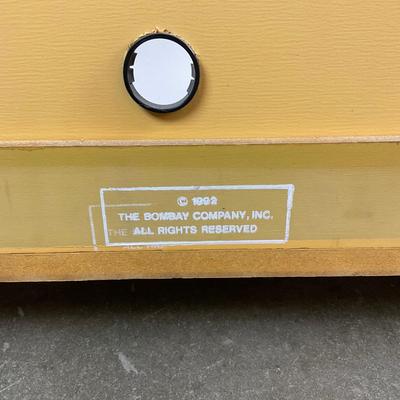 © 1992
THE BOMBAY COMPANY, INC.
THE ALL RIGHTS RESERVED